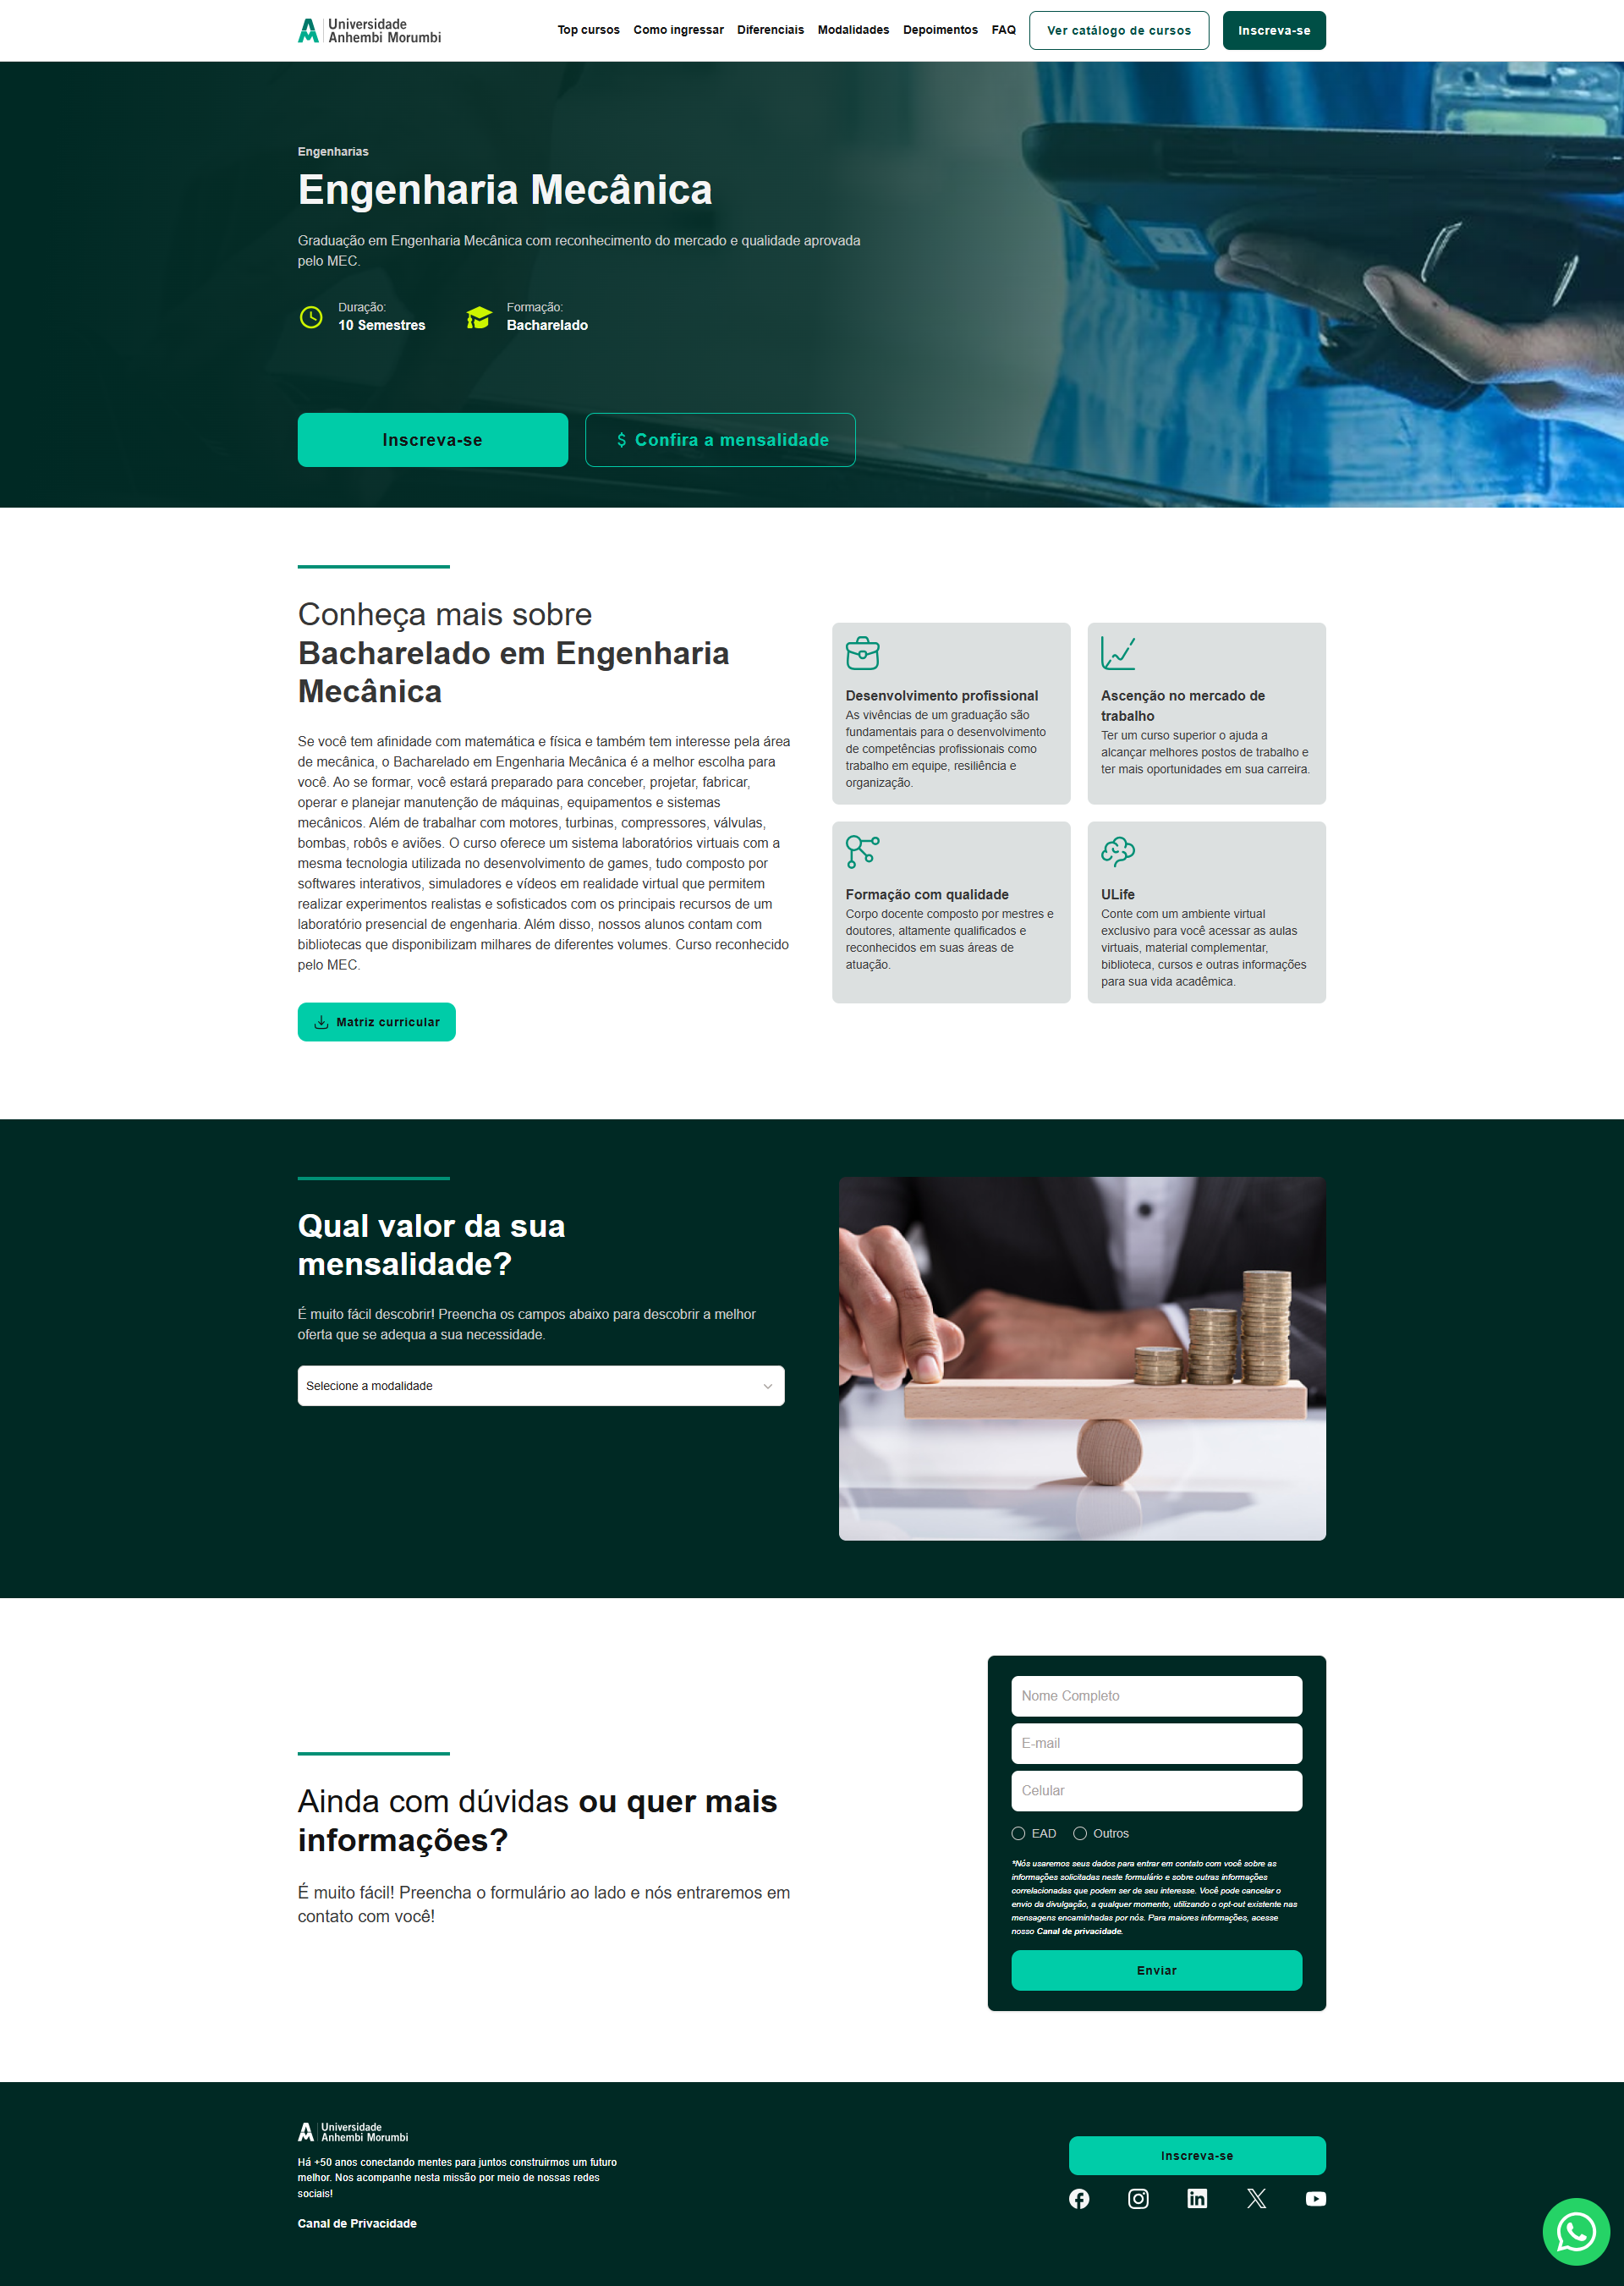 Universidade
Anhembi Morumbi
Top cursos
Como ingressar
Diferenciais
Modalidades
Depoimentos
FAQ
Ver catálogo de cursos
Inscreva-se
Engenharias
Engenharia Mecânica
Graduação em Engenharia Mecânica com reconhecimento do mercado e qualidade aprovada
pelo MEC.
Duração:
10 Semestres
Formação:
Bacharelado
Inscreva-se
$ Confira a mensalidade
Conheça mais sobre
Bacharelado em Engenharia
Mecânica
Se você tem afinidade com matemática e física e também tem interesse pela área
de mecânica, o Bacharelado em Engenharia Mecânica é a melhor escolha para
você. Ao se formar, você estará preparado para conceber, projetar, fabricar,
operar e planejar manutenção de máquinas, equipamentos e sistemas
mecânicos. Além de trabalhar com motores, turbinas, compressores, válvulas,
bombas, robôs e aviões. O curso oferece um sistema laboratórios virtuais com a
mesma tecnologia utilizada no desenvolvimento de games, tudo composto por
softwares interativos, simuladores e vídeos em realidade virtual que permitem
realizar experimentos realistas e sofisticados com os principais recursos de um
laboratório presencial de engenharia. Além disso, nossos alunos contam com
bibliotecas que disponibilizam milhares de diferentes volumes. Curso reconhecido
pelo MEC.
Matriz curricular
Desenvolvimento profissional
As vivências de um graduação são
fundamentais para o desenvolvimento
de competências profissionais como
trabalho em equipe, resiliência e
organização.
Ascenção no mercado de
trabalho
Ter um curso superior o ajuda a
alcançar melhores postos de trabalho e
ter mais oportunidades em sua carreira.
Formação com qualidade
Corpo docente composto por mestres e
doutores, altamente qualificados e
reconhecidos em suas áreas de
atuação.
ULife
Conte com um ambiente virtual
exclusivo para você acessar as aulas
virtuais, material complementar,
biblioteca, cursos e outras informações
para sua vida acadêmica.
Qual valor da sua
mensalidade?
É muito fácil descobrir! Preencha os campos abaixo para descobrir a melhor
oferta que se adequa a sua necessidade.
Selecione a modalidade
Ainda com dúvidas ou quer mais
informações?
É muito fácil! Preencha o formulário ao lado e nós entraremos em
contato com você!
Nome Completo
E-mail
Celular
EAD
Outros
*Nós usaremos seus dados para entrar em contato com você sobre as
informações solicitadas neste formulário e sobre outras informações
correlacionadas que podem ser de seu interesse. Você pode cancelar o
envio da divulgação, a qualquer momento, utilizando o opt-out existente nas
mensagens encaminhadas por nós. Para maiores informações, acesse
nosso Canal de privacidade.
Enviar
Universidade
Anhembi Morumbi
Há +50 anos conectando mentes para juntos construirmos um futuro
melhor. Nos acompanhe nesta missão por meio de nossas redes
sociais!
Canal de Privacidade
Inscreva-se